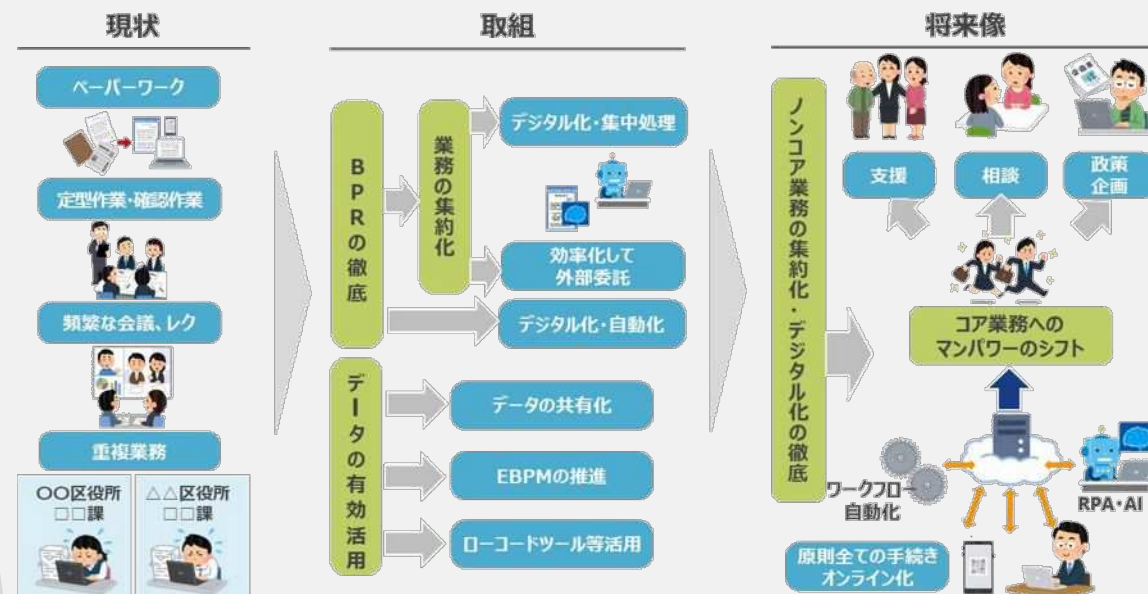 現状
ペーパーワーク
定型作業・確認作業
頻繁な会議、レク
重複業務
〇〇区役所
□□課
△△区役所
□□課
取組
BPRの徹底
業務の集約化
デジタル化・集中処理
効率化して
外部委託
デジタル化・自動化
データの有効活用
データの共有化
EBPMの推進
ローコードツール等活用
将来像
ノンコア業務の集約化・デジタル化の徹底
支援
相談
政策
企画
コア業務への
マンパワーのシフト
ワークフロー
自動化
RPA・AI
原則全ての手続き
オンライン化